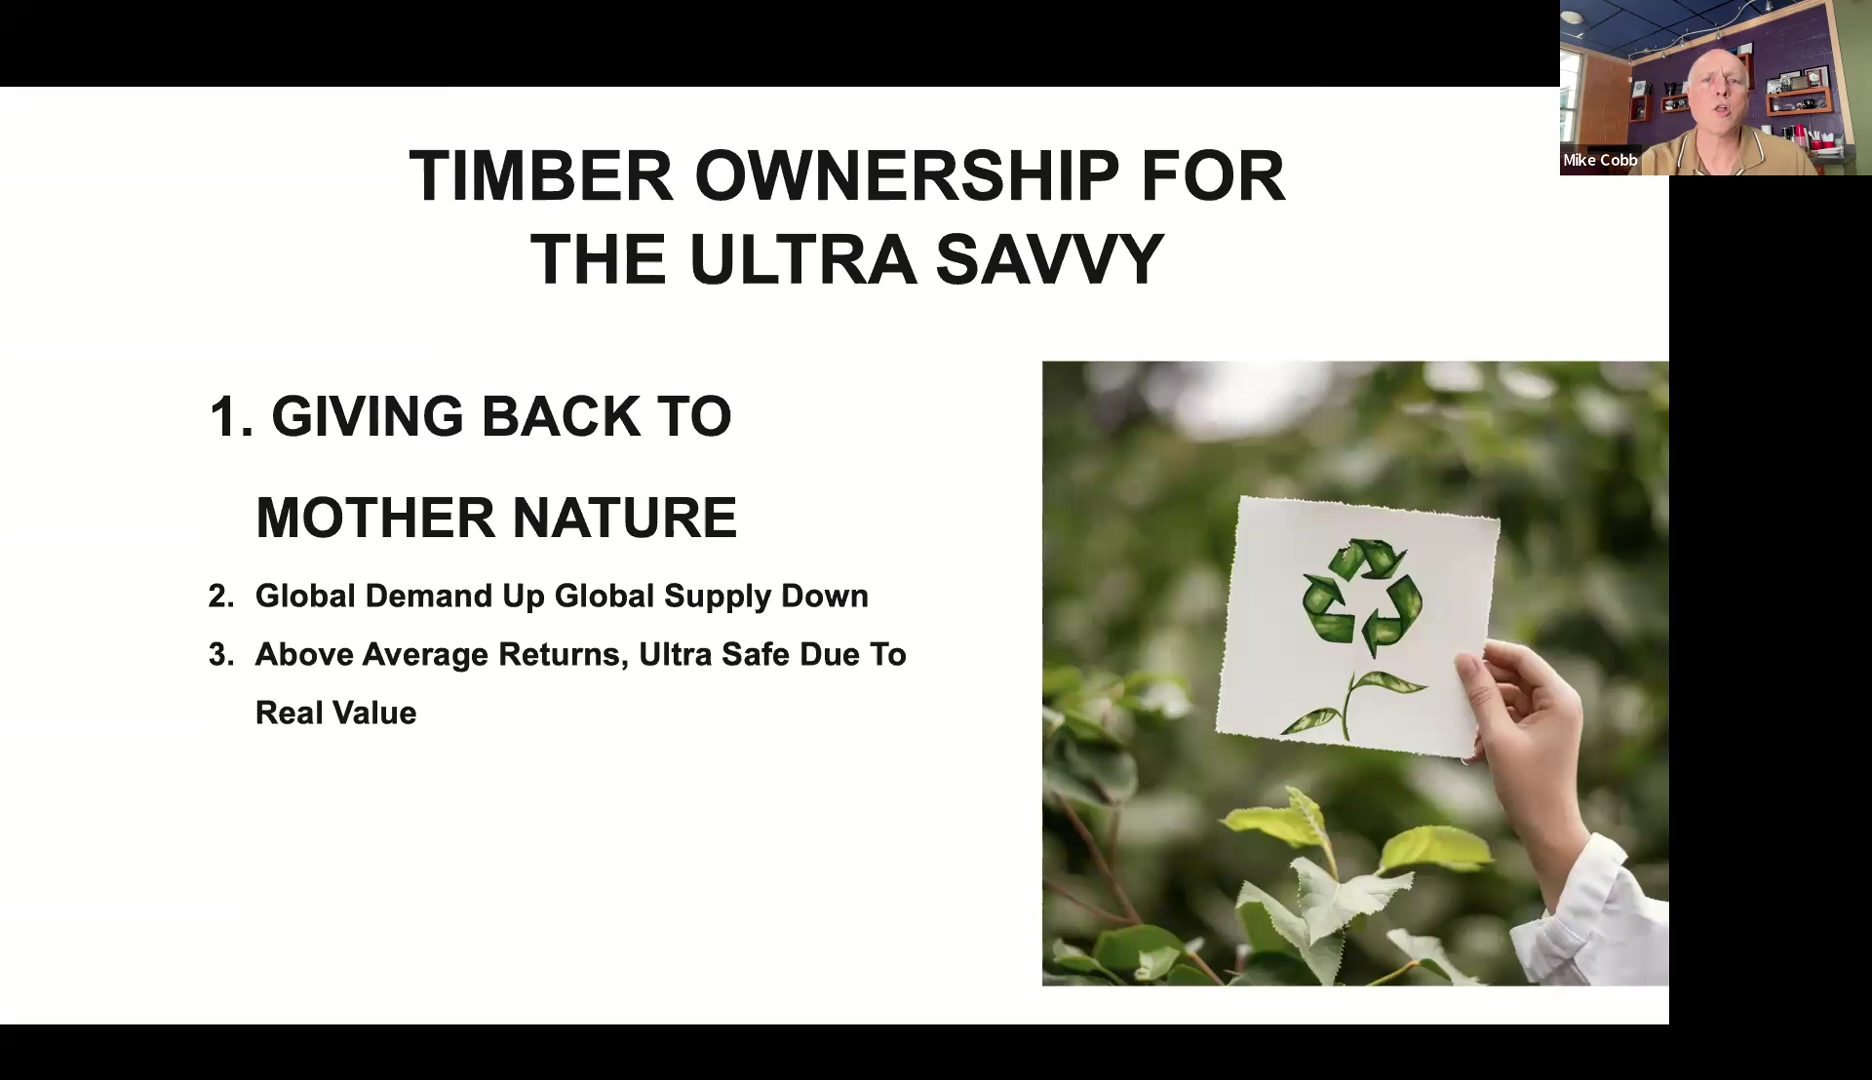 Mike Cobb
TIMBER OWNERSHIP FOR
THE ULTRA SAVVY
1. GIVING BACK TO
MOTHER NATURE
2. Global Demand Up Global Supply Down
3. Above Average Returns, Ultra Safe Due To
Real Value